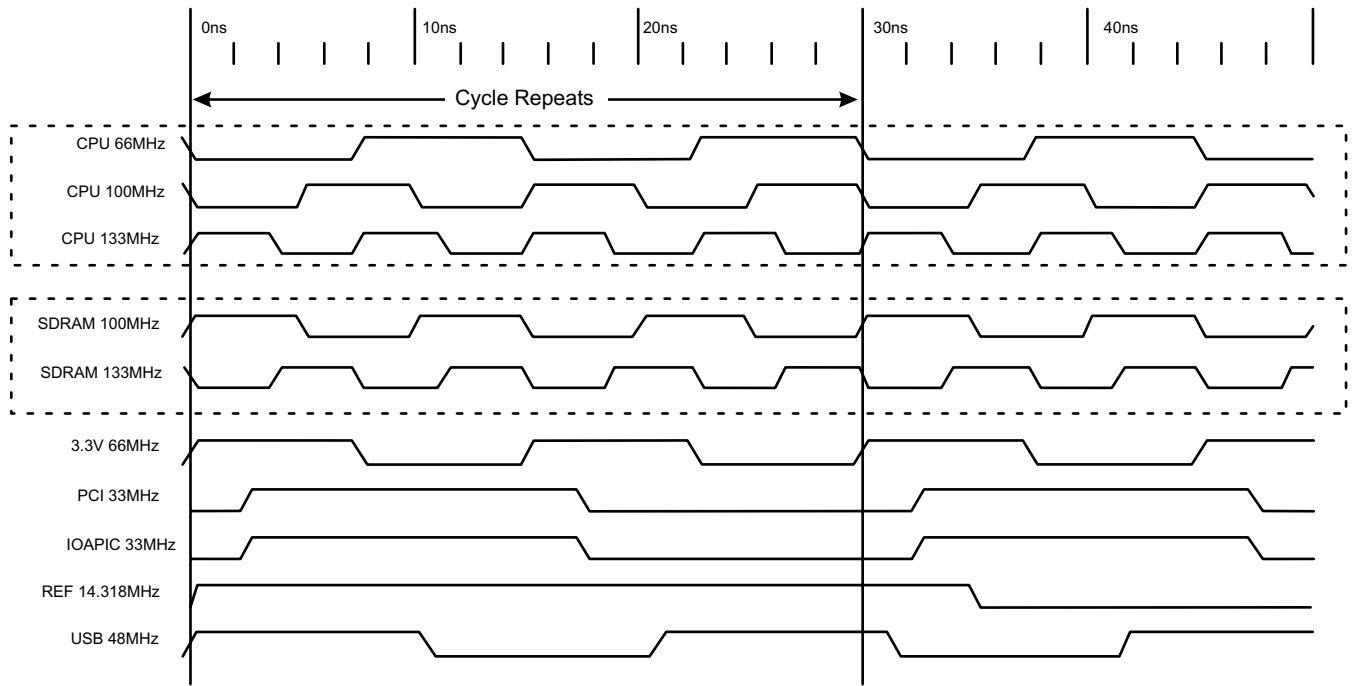 0ns
10ns
20ns
30ns
40ns
Cycle Repeats
CPU 66MHz
CPU 100MHz
CPU 133MHz
SDRAM 100MHz
SDRAM 133MHz
3.3V 66MHz
PCI 33MHz
IOAPIC 33MHz
REF 14.318MHz
USB 48MHz